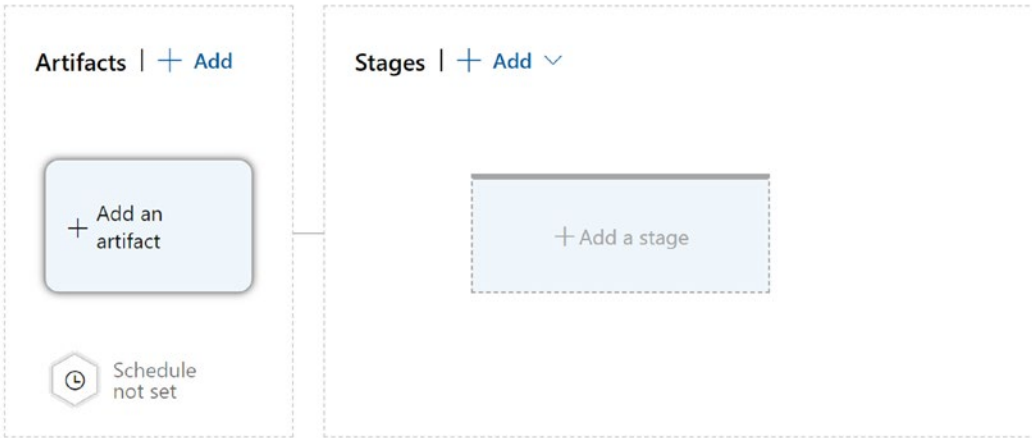 Artifacts | + Add
Stages | + Add
+ Add an
artifact
+ Add a stage
Schedule
not set